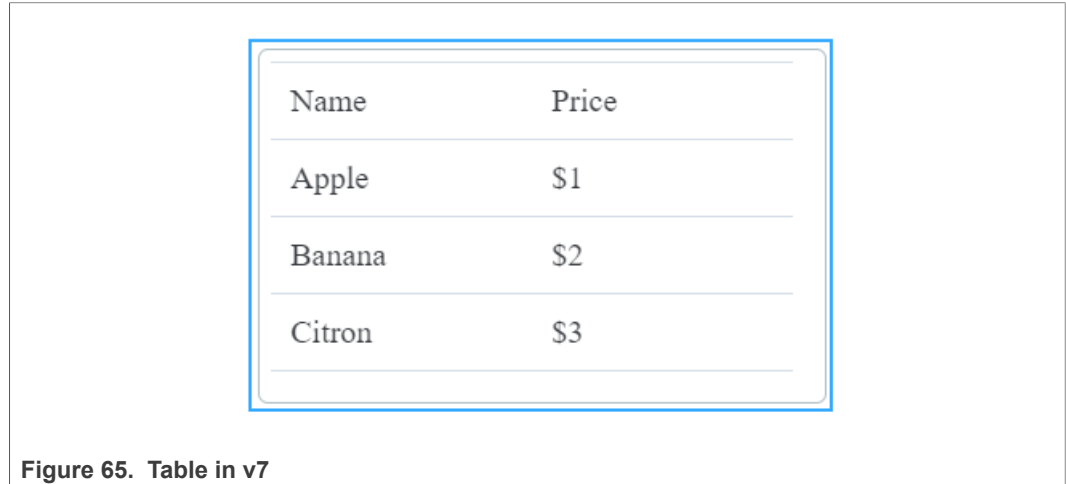 Name Price
Apple $1
Banana $2
Citron $3
Figure 65. Table in v7